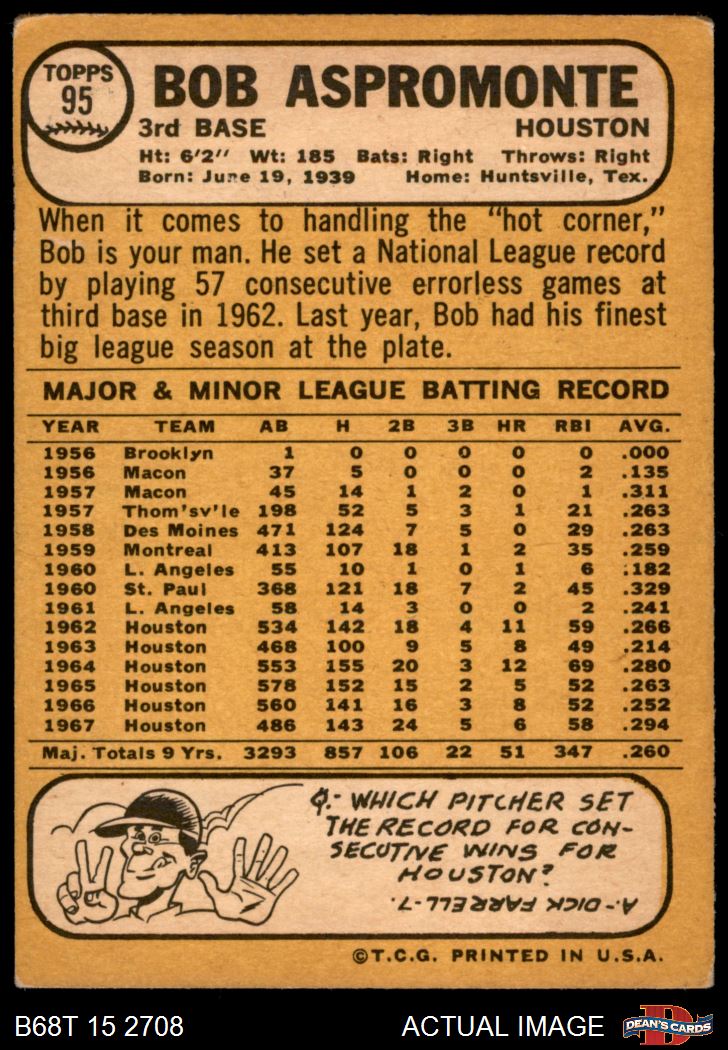 TOPPS
95
BOB ASPROMONTE
3rd BASE HOUSTON
Ht: 6'2" Wt: 185 Bats: Right Throws: Right
Born: June 19, 1939 Home: Huntsville, Tex.
When it comes to handling the "hot corner,"
Bob is your man. He set a National League record
by playing 57 consecutive errorless games at
third base in 1962. Last year, Bob had his finest
big league season at the plate.
MAJOR & MINOR LEAGUE BATTING RECORD
YEAR TEAM AB H 2B 3B HR RBI AVG.
1956 Brooklyn 1 0 0 0 0 0 .000
1956 Macon 37 5 0 0 0 2 .135
1957 Macon 45 14 1 2 0 1 .311
1957 Thom'sv'le 198 52 5 3 1 21 .263
1958 Des Moines 471 124 7 5 0 29 .263
1959 Montreal 413 107 18 1 2 35 .259
1960 L. Angeles 55 10 1 0 1 6 .182
1960 St. Paul 368 121 18 7 2 45 .329
1961 L. Angeles 58 14 3 0 0 2 .241
1962 Houston 534 142 18 4 11 59 .266
1963 Houston 468 100 9 5 8 49 .214
1964 Houston 553 155 20 3 12 69 .280
1965 Houston 578 152 15 2 5 52 .263
1966 Houston 560 141 16 3 8 52 .252
1967 Houston 486 143 24 5 6 58 .294
Maj. Totals 9 Yrs. 3293 857 106 22 51 347 .260
Q.- WHICH PITCHER SET
THE RECORD FOR CON-
SECUTIVE WINS FOR
HOUSTON?
A.-DICK FARRELL-7.
©T.C.G. PRINTED IN U.S.A.
B68T 15 2708 ACTUAL IMAGE
D
DEAN'S CARDS